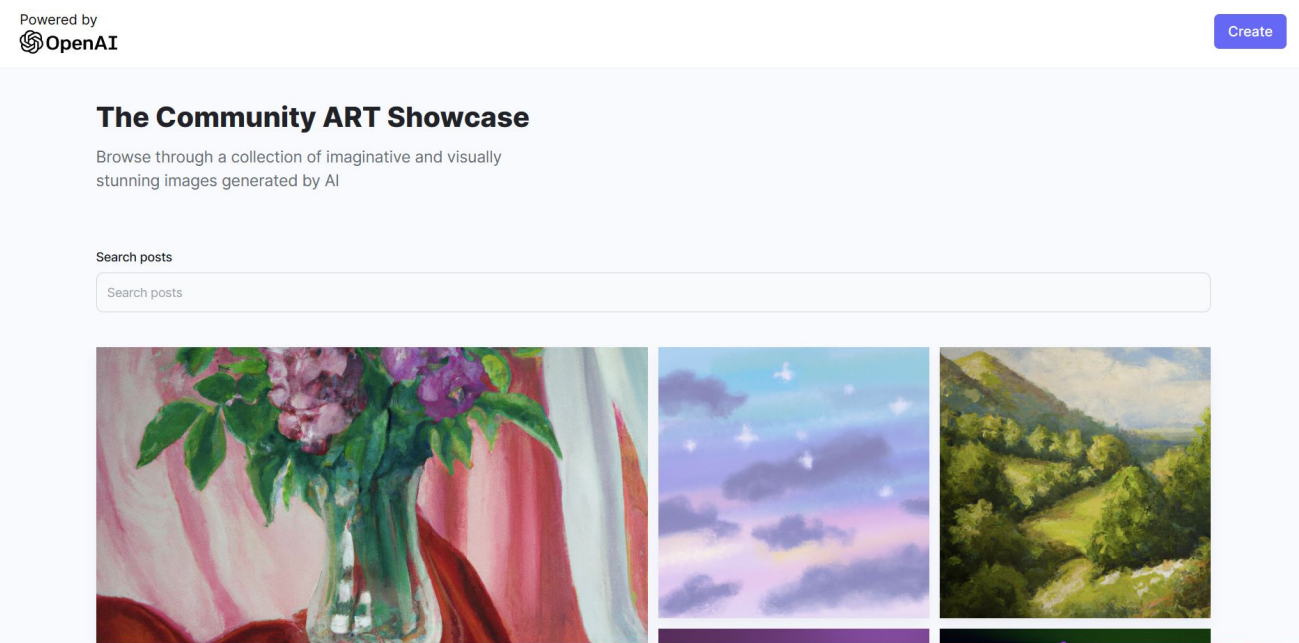 Powered by
OpenAI
Create
The Community ART Showcase
Browse through a collection of imaginative and visually
stunning images generated by AI
Search posts
Search posts